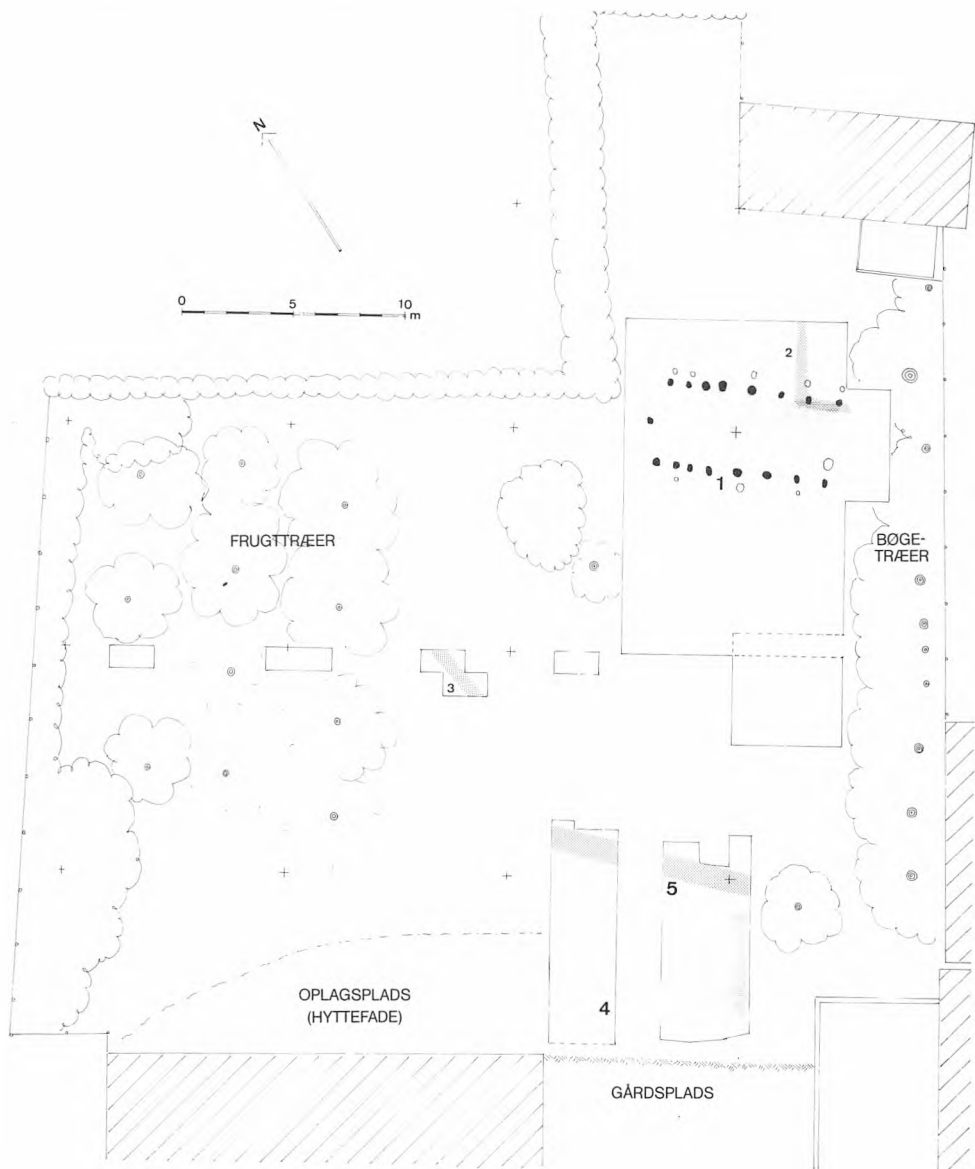 N
0 5 10
m
2
1
FRUGTTRÆER
BØGE-
TRÆER
3
5
4
OPLAGSPLADS
(HYTTEFADE)
GÅRDSPLADS